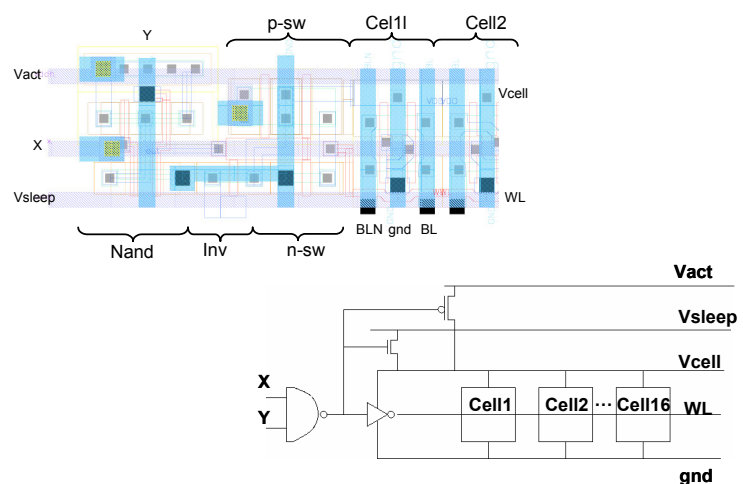 p-sw Cel1l Cell2
Y
Vact
Vcell
X
Vsleep
WL
BLN gnd BL
Nand Inv n-sw
Vact
Vsleep
Vcell
X
Y
Cell1 Cell2 ... Cell16 WL
gnd